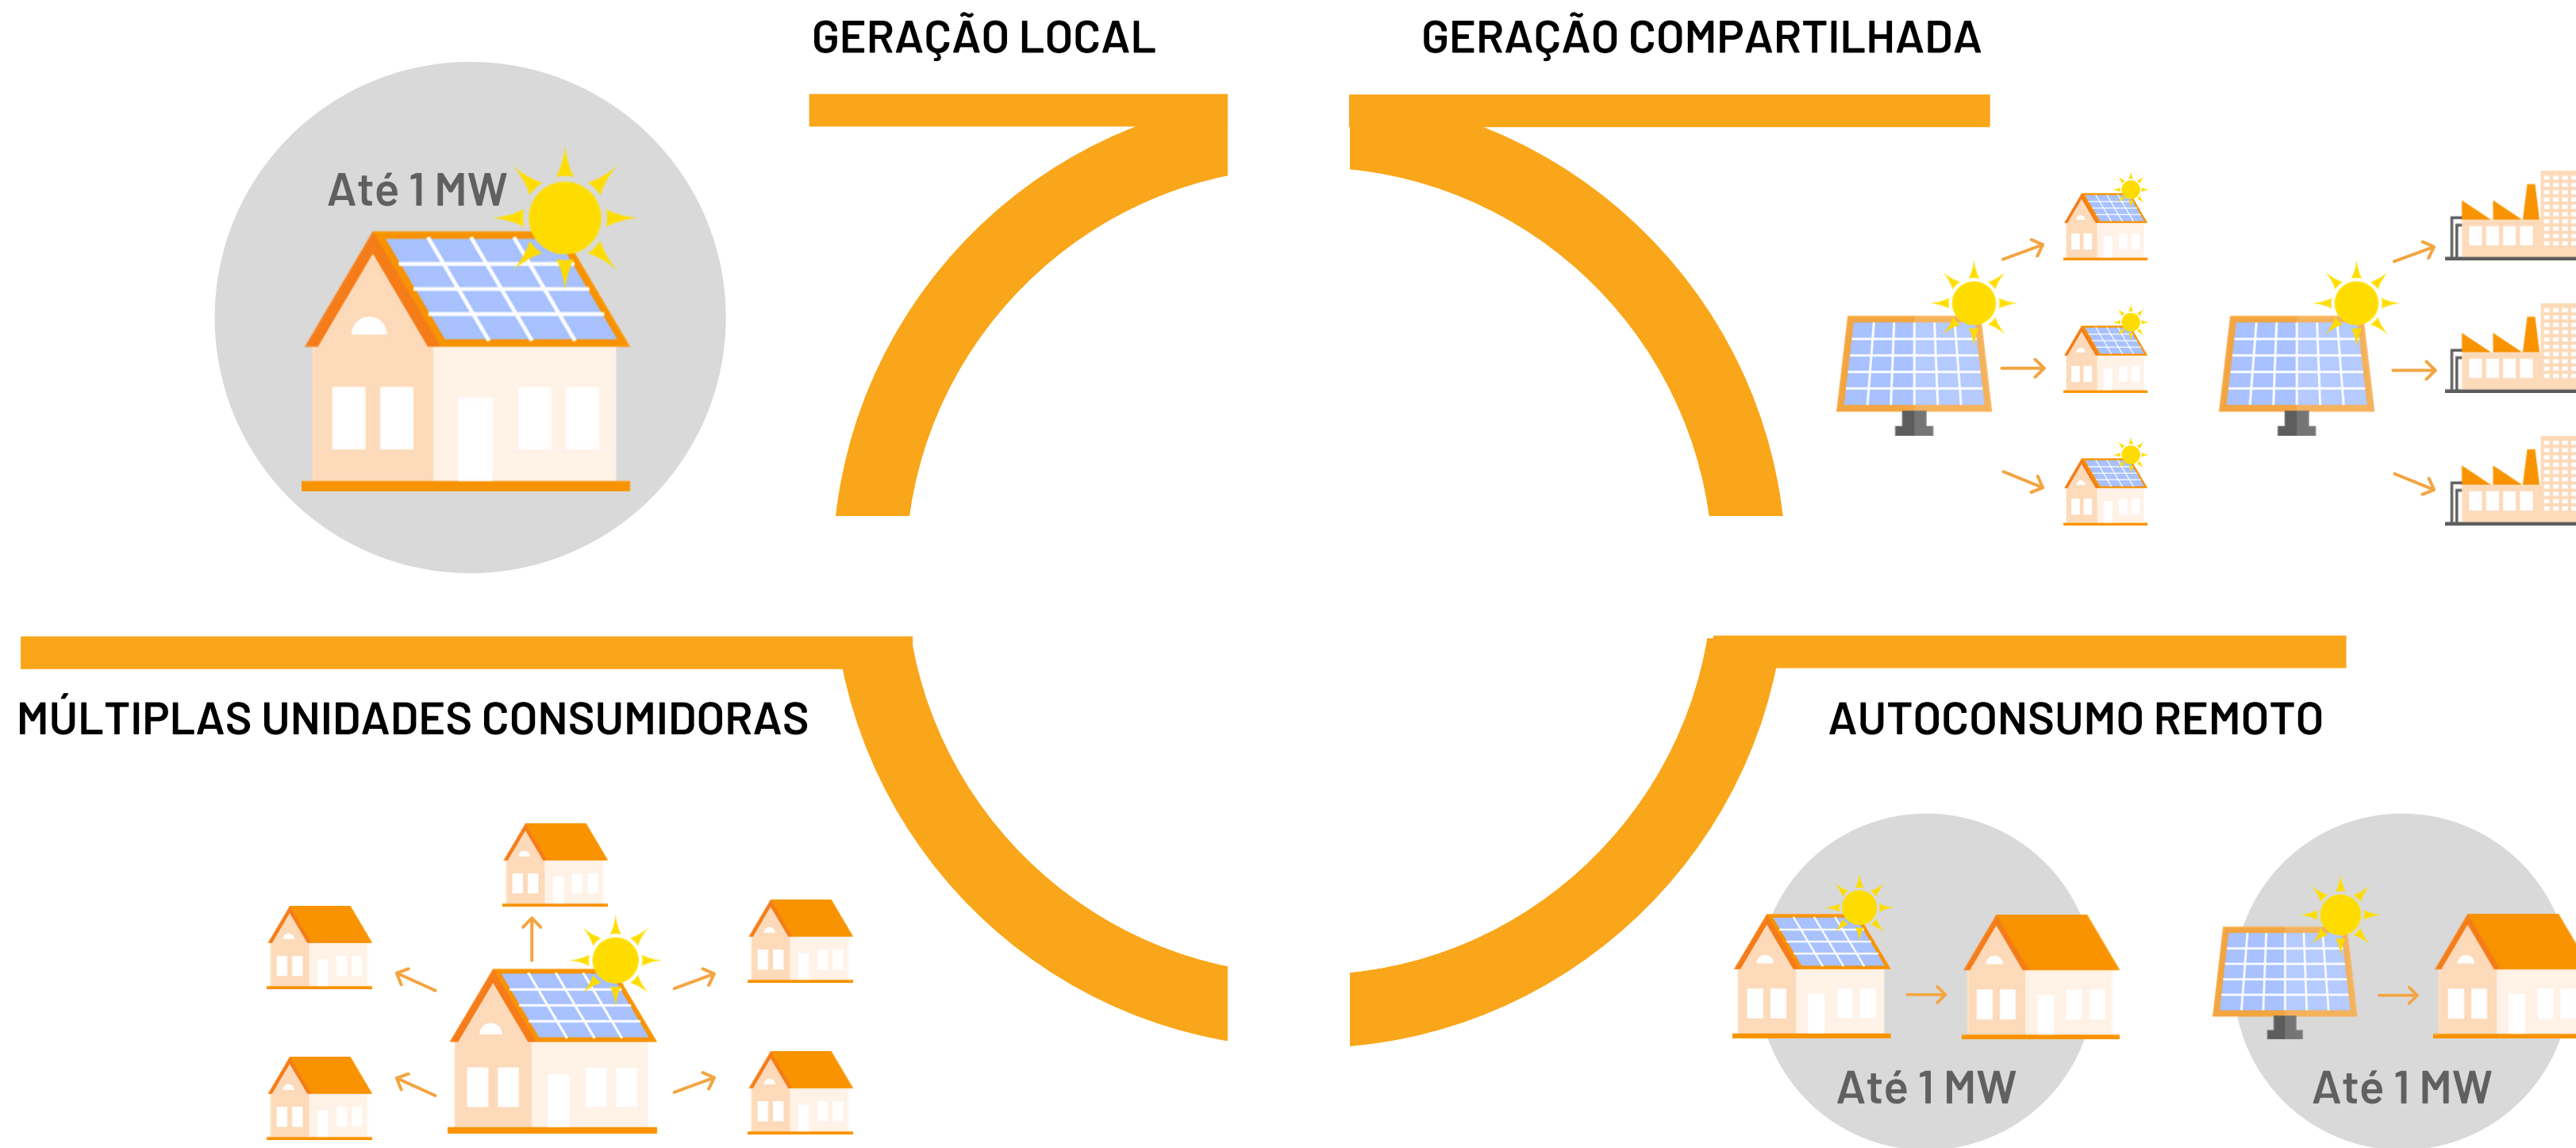 GERAÇÃO LOCAL
GERAÇÃO COMPARTILHADA
Até 1 MW
MÚLTIPLAS UNIDADES CONSUMIDORAS
AUTOCONSUMO REMOTO
Até 1 MW
Até 1 MW